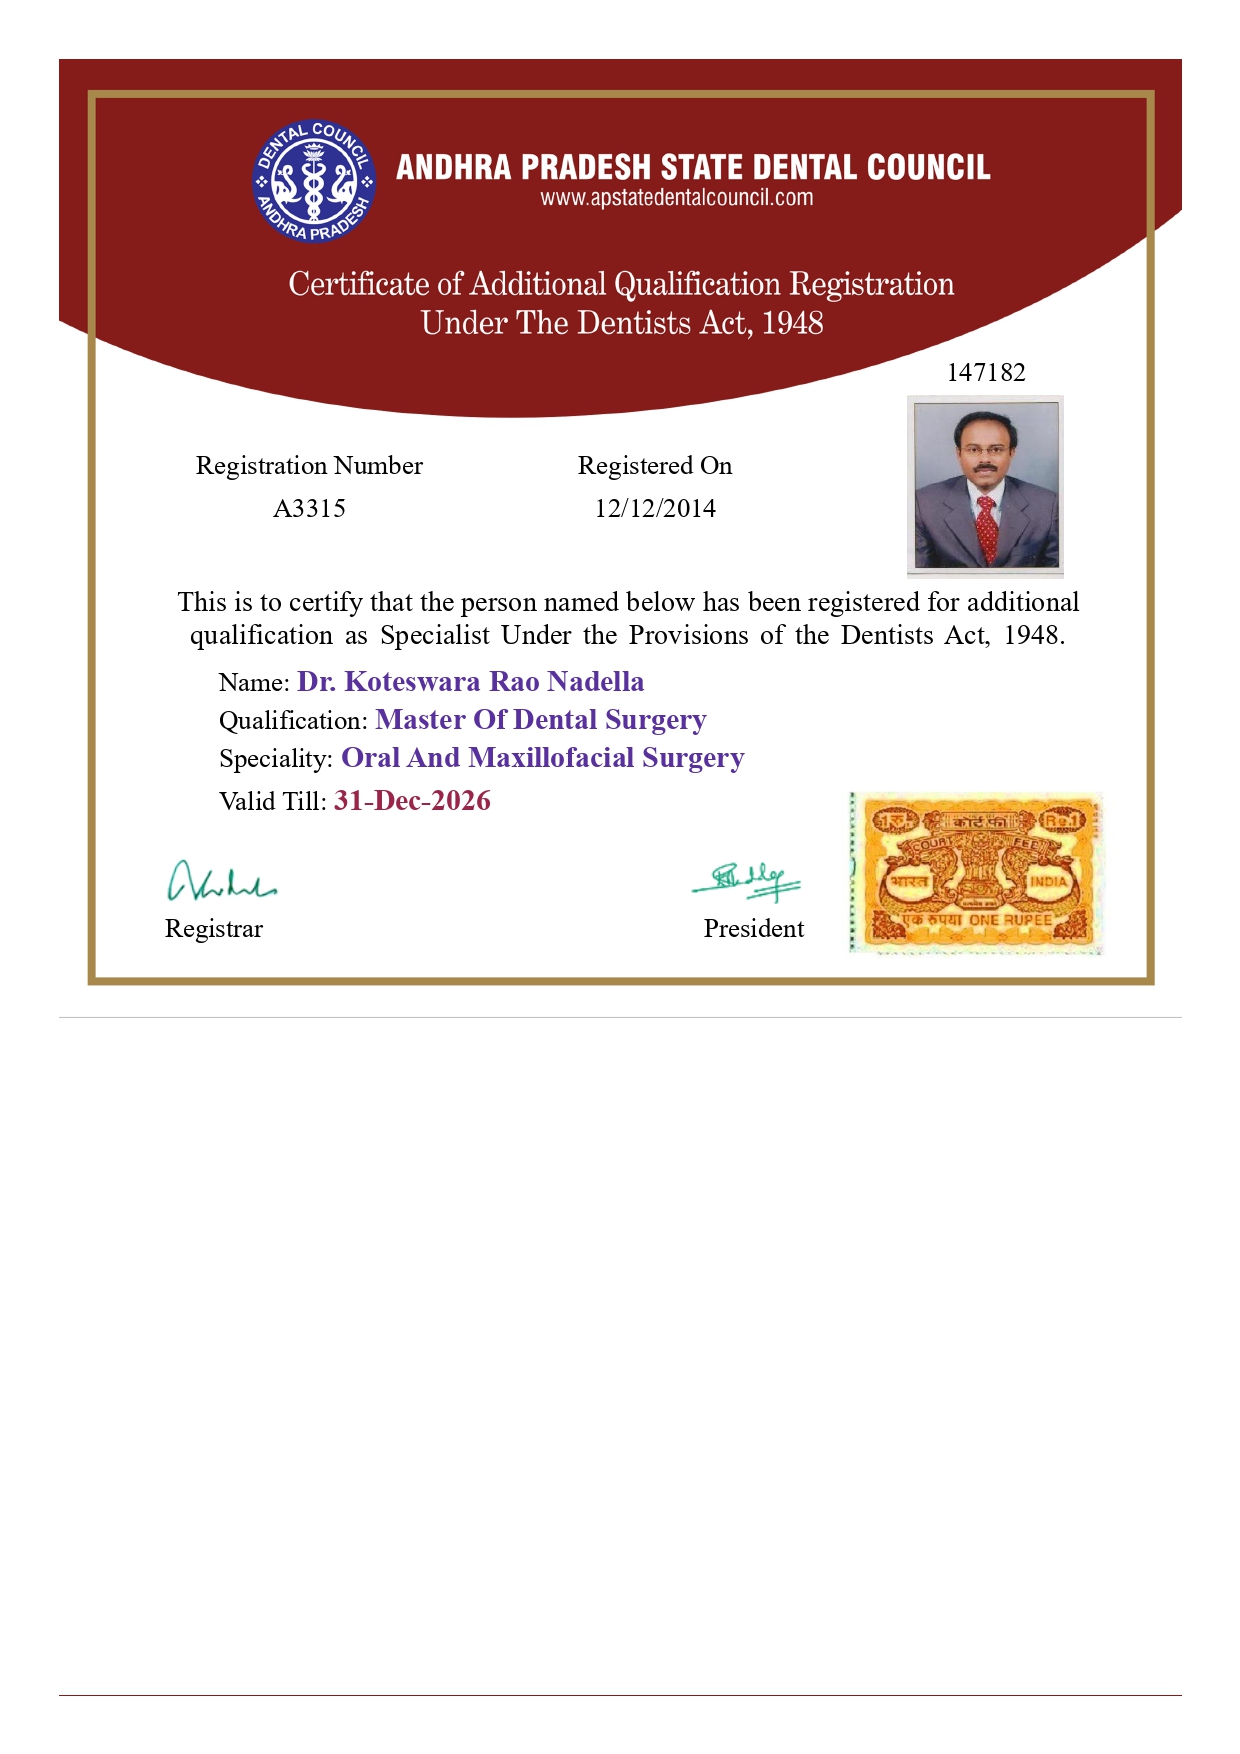 DENTAL COUNCIL
ANDHRA PRADESH
ANDHRA PRADESH STATE DENTAL COUNCIL
www.apstatedentalcouncil.com
Certificate of Additional Qualification Registration
Under The Dentists Act, 1948
147182
Registration Number
Registered On
A3315
12/12/2014
This is to certify that the person named below has been registered for additional
qualification as Specialist Under the Provisions of the Dentists Act, 1948.
Name: Dr. Koteswara Rao Nadella
Qualification: Master Of Dental Surgery
Speciality: Oral And Maxillofacial Surgery
Valid Till: 31-Dec-2026
1रु.
कोर्ट फी
Re.1
COURT FEE
भारत
INDIA
एक रुपया ONE RUPEE
Registrar
President